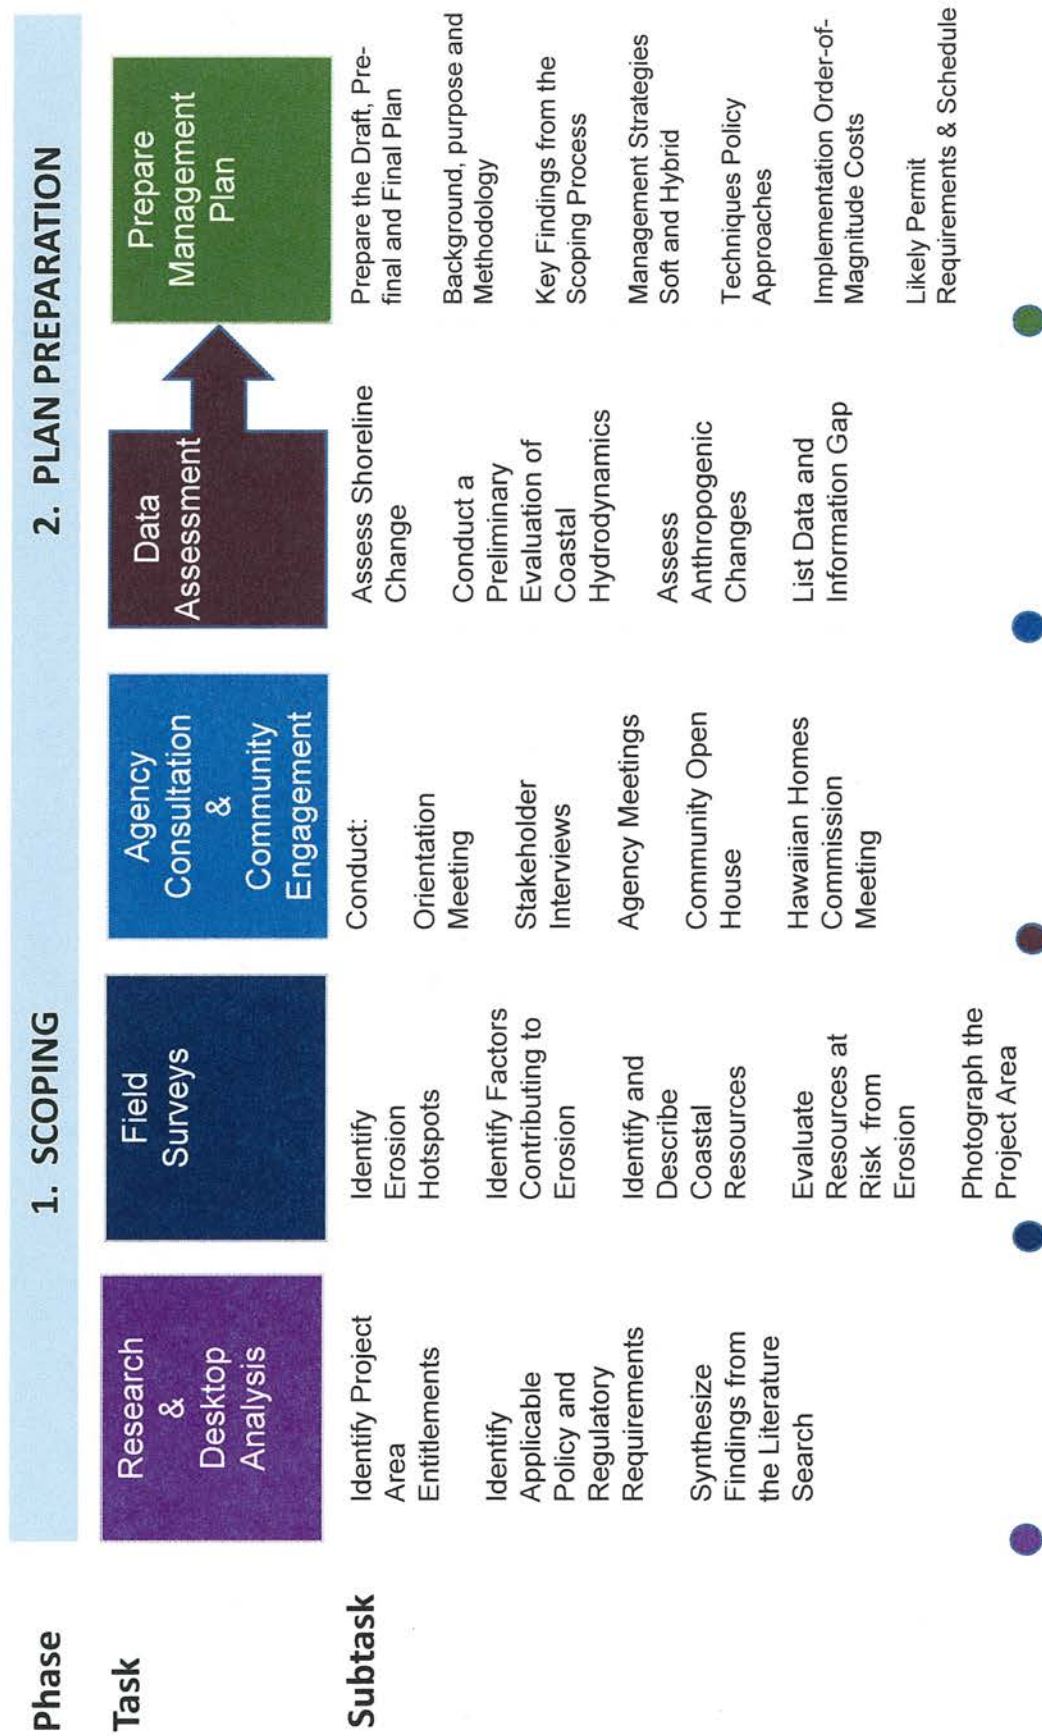 Phase
1. SCOPING
2. PLAN PREPARATION
Task
Research
&
Desktop
Analysis
Field
Surveys
Agency
Consultation
&
Community
Engagement
Data
Assessment
Prepare
Management
Plan
Subtask
Identify Project
Area
Entitlements
Identify
Applicable
Policy and
Regulatory
Requirements
Synthesize
Findings from
the Literature
Search
Identify
Erosion
Hotspots
Identify Factors
Contributing to
Erosion
Identify and
Describe
Coastal
Resources
Evaluate
Resources at
Risk from
Erosion
Photograph the
Project Area
Conduct:
Orientation
Meeting
Stakeholder
Interviews
Agency Meetings
Community Open
House
Hawaiian Homes
Commission
Meeting
Assess Shoreline
Change
Conduct a
Preliminary
Evaluation of
Coastal
Hydrodynamics
Assess
Anthropogenic
Changes
List Data and
Information Gap
Prepare the Draft, Pre-
final and Final Plan
Background, purpose and
Methodology
Key Findings from the
Scoping Process
Management Strategies
Soft and Hybrid
Techniques Policy
Approaches
Implementation Order-of-
Magnitude Costs
Likely Permit
Requirements & Schedule